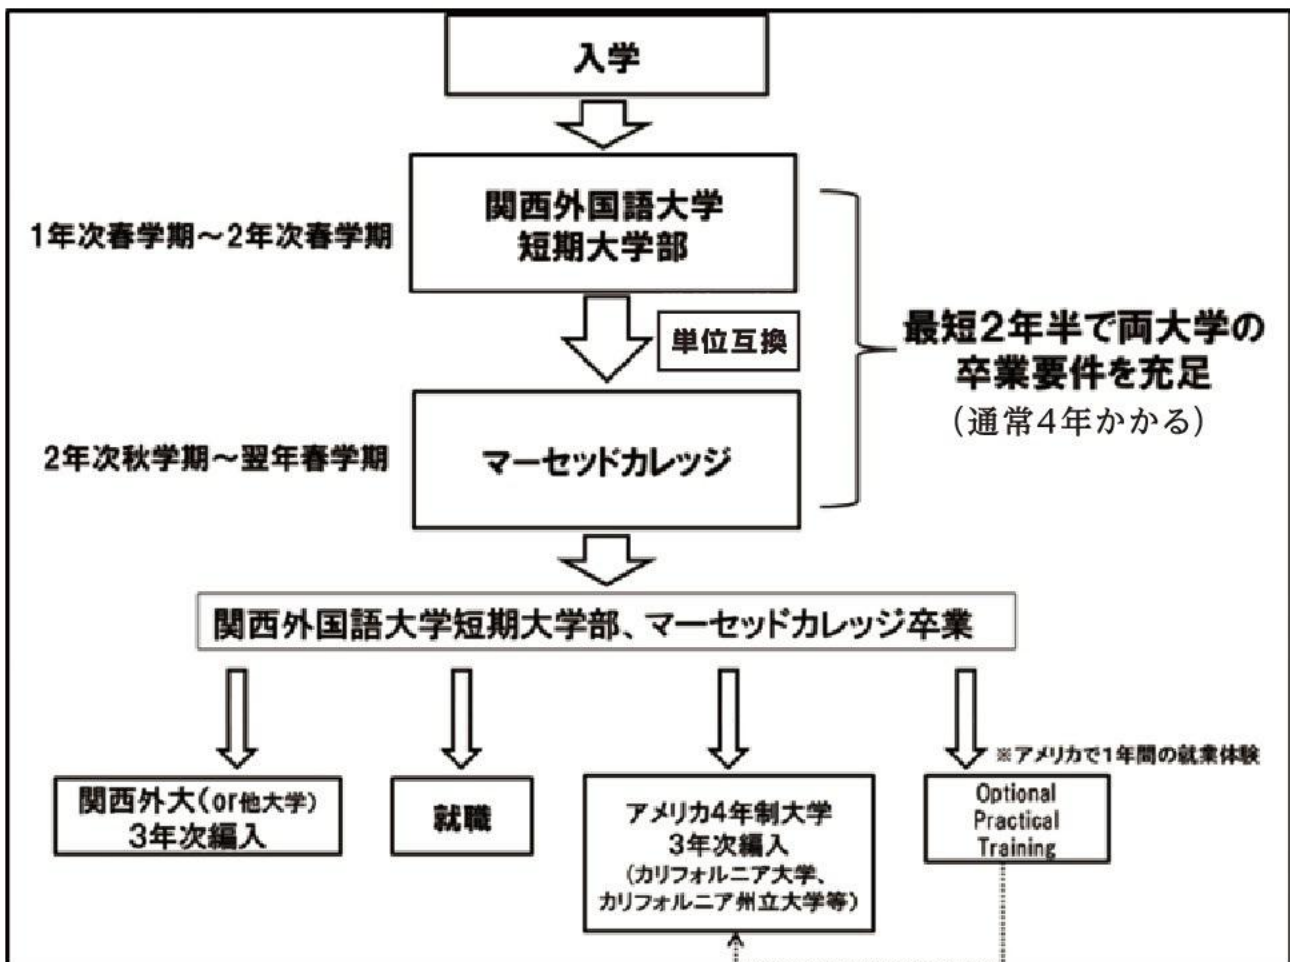 入学
関西外国語大学
短期大学部
1年次春学期～2年次春学期
単位互換
最短2年半で両大学の
卒業要件を充足
(通常4年かかる)
マーセッドカレッジ
2年次秋学期～翌年春学期
関西外国語大学短期大学部、マーセッドカレッジ卒業
※アメリカで1年間の就業体験
関西外大(or他大学)
3年次編入
就職
アメリカ4年制大学
3年次編入
(カリフォルニア大学、
カリフォルニア州立大学等)
Optional
Practical
Training